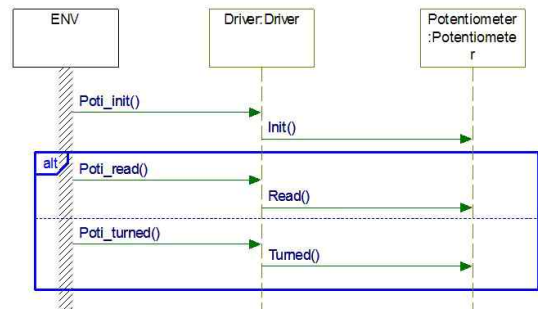 ENV
Driver:Driver
Potentiometer
:Potentiomete
r
Poti_init()
Init()
alt
Poti_read()
Read()
Poti_turned()
Turned()